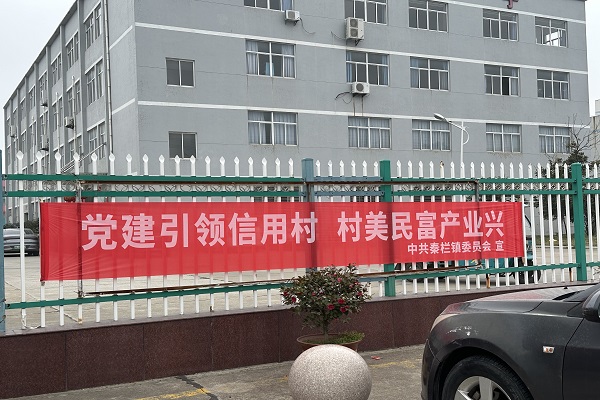 党建引领信用村 村美民富产业兴
中共秦栏镇委员会 宣